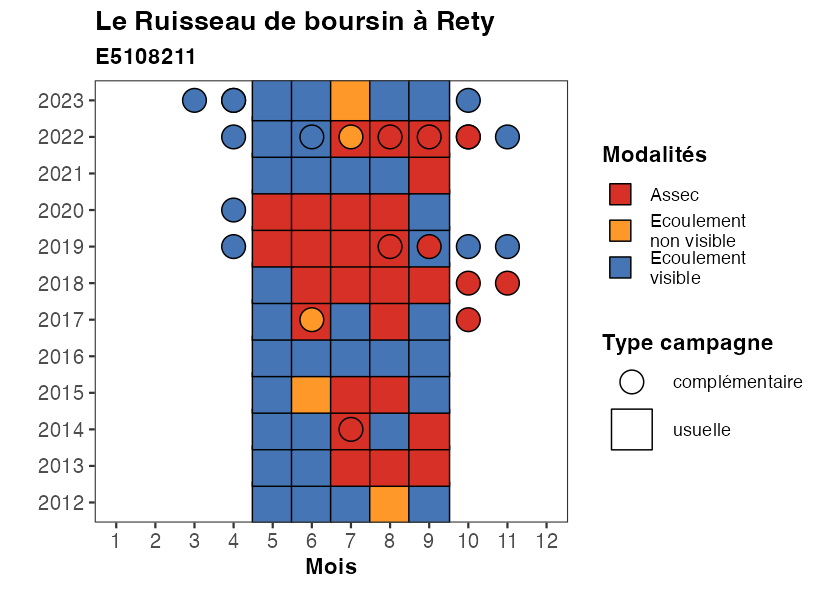 Le Ruisseau de boursin à Rety
E5108211
2023
2022
2021
2020
2019
2018
2017
2016
2015
2014
2013
2012
1 2 3 4 5 6 7 8 9 10 11 12
Mois
Modalités
Assec
Ecoulement
non visible
Ecoulement
visible
Type campagne
complémentaire
usuelle